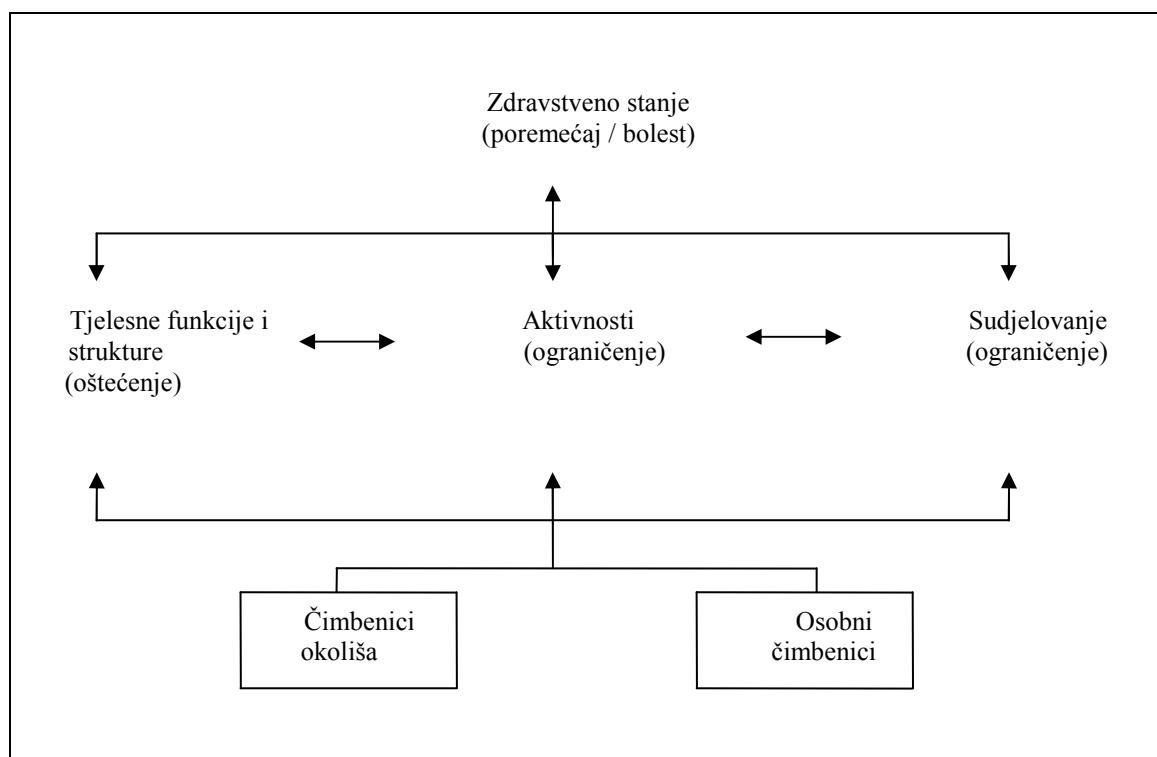 Zdravstveno stanje
(poremećaj / bolest)
Tjelesne funkcije i
strukture
(oštećenje)
Aktivnosti
(ograničenje)
Sudjelovanje
(ograničenje)
Čimbenici
okoliša
Osobni
čimbenici